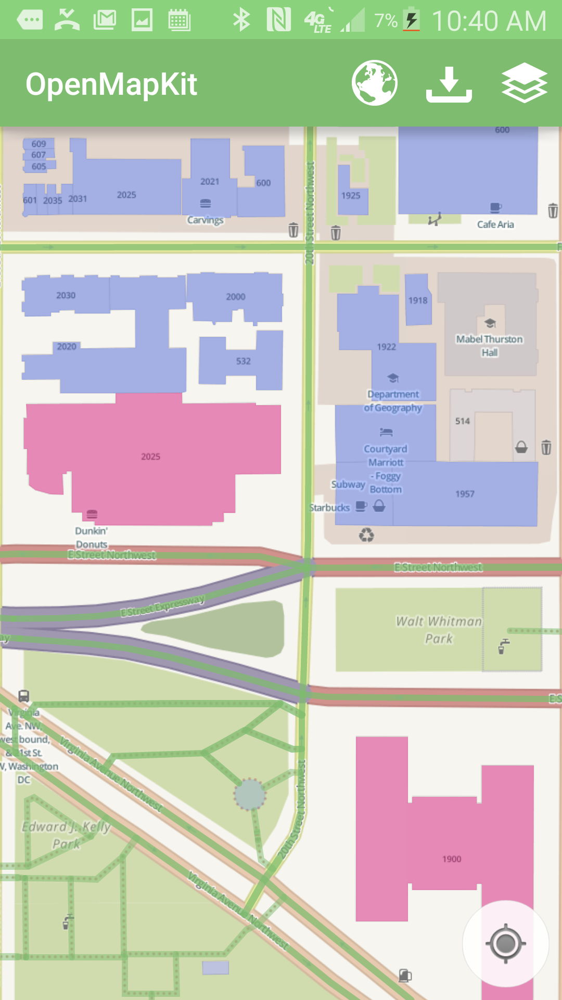 7% 10:40 AM
OpenMapKit
600
609
607
605
601
2035
2031
2025
2021
600
Carvings
20th Street Northwest
1925
Cafe Aria
F
2030
2000
1918
2020
532
1922
Mabel Thurston
Hall
Department
of Geography
514
2025
Courtyard
Marriott
- Foggy
Bottom
Subway
Starbucks
1957
Dunkin'
Donuts
E Street Northwest
E Street Northwest
E Street Expressway
ay
Walt Whitman
Park
E S
Virginia
Ave. NW,
west bound,
& 21st St.
W, Washington
DC
Virginia Avenue Northwest
20th Street Northwest
Edward J. Kelly
Park
1900
Virginia Avenue Northwest